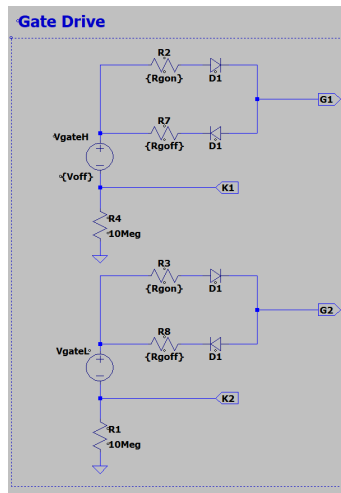 Gate Drive
R2
{Rgon}
D1
G1
R7
{Rgoff}
D1
VgateH
{Voff}
K1
R4
10Meg
R3
{Rgon}
D1
G2
R8
{Rgoff}
D1
VgateL
K2
R1
10Meg